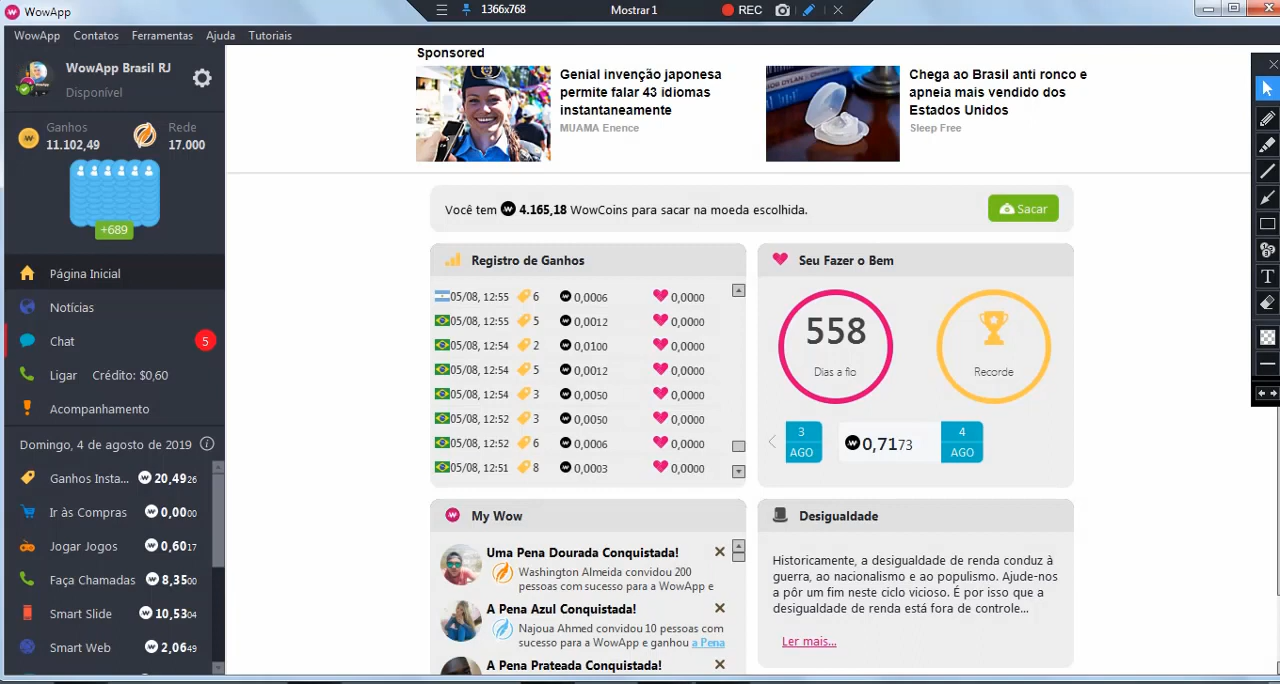 WowApp
1366x768
Mostrar1
REC
WowApp Contatos Ferramentas Ajuda Tutoriais
WowApp Brasil RJ
Disponível
Ganhos
11.102,49
Rede
17.000
+689
Página Inicial
Notícias
Chat
5
Ligar Crédito: $0,60
Acompanhamento
Domingo, 4 de agosto de 2019
Ganhos Insta... 20,4926
Ir às Compras 0,0000
Jogar Jogos 0,6017
Faça Chamadas 8,3500
Smart Slide 10,5304
Smart Web 2,0649
Sponsored
Genial invenção japonesa
permite falar 43 idiomas
instantaneamente
MUAMA Enence
Chega ao Brasil anti ronco e
apneia mais vendido dos
Estados Unidos
Sleep Free
Você tem 4.165,18 WowCoins para sacar na moeda escolhida.
Sacar
Registro de Ganhos
05/08, 12:55 6 0,0006 0,0000
05/08, 12:55 5 0,0012 0,0000
05/08, 12:54 2 0,0100 0,0000
05/08, 12:54 5 0,0012 0,0000
05/08, 12:54 3 0,0050 0,0000
05/08, 12:52 3 0,0050 0,0000
05/08, 12:52 6 0,0006 0,0000
05/08, 12:51 8 0,0003 0,0000
Seu Fazer o Bem
558
Dias a fio
Recorde
3
AGO
0,7173
4
AGO
My Wow
Uma Pena Dourada Conquistada!
Washington Almeida convidou 200
pessoas com sucesso para a WowApp e
A Pena Azul Conquistada!
Najoua Ahmed convidou 10 pessoas com
sucesso para a WowApp e ganhou a Pena
A Pena Prateada Conquistada!
Desigualdade
Historicamente, a desigualdade de renda conduz à
guerra, ao nacionalismo e ao populismo. Ajude-nos
a pôr um fim neste ciclo vicioso. É por isso que a
desigualdade de renda está fora de controle...
Ler mais...